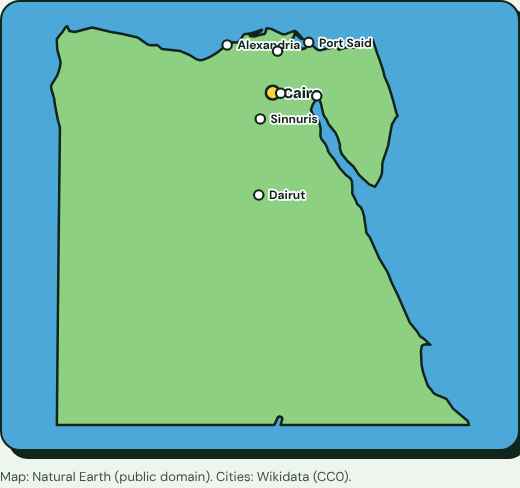 Alexandria
Port Said
Cair
Sinnuris
Dairut
Map: Natural Earth (public domain). Cities: Wikidata (CC0).